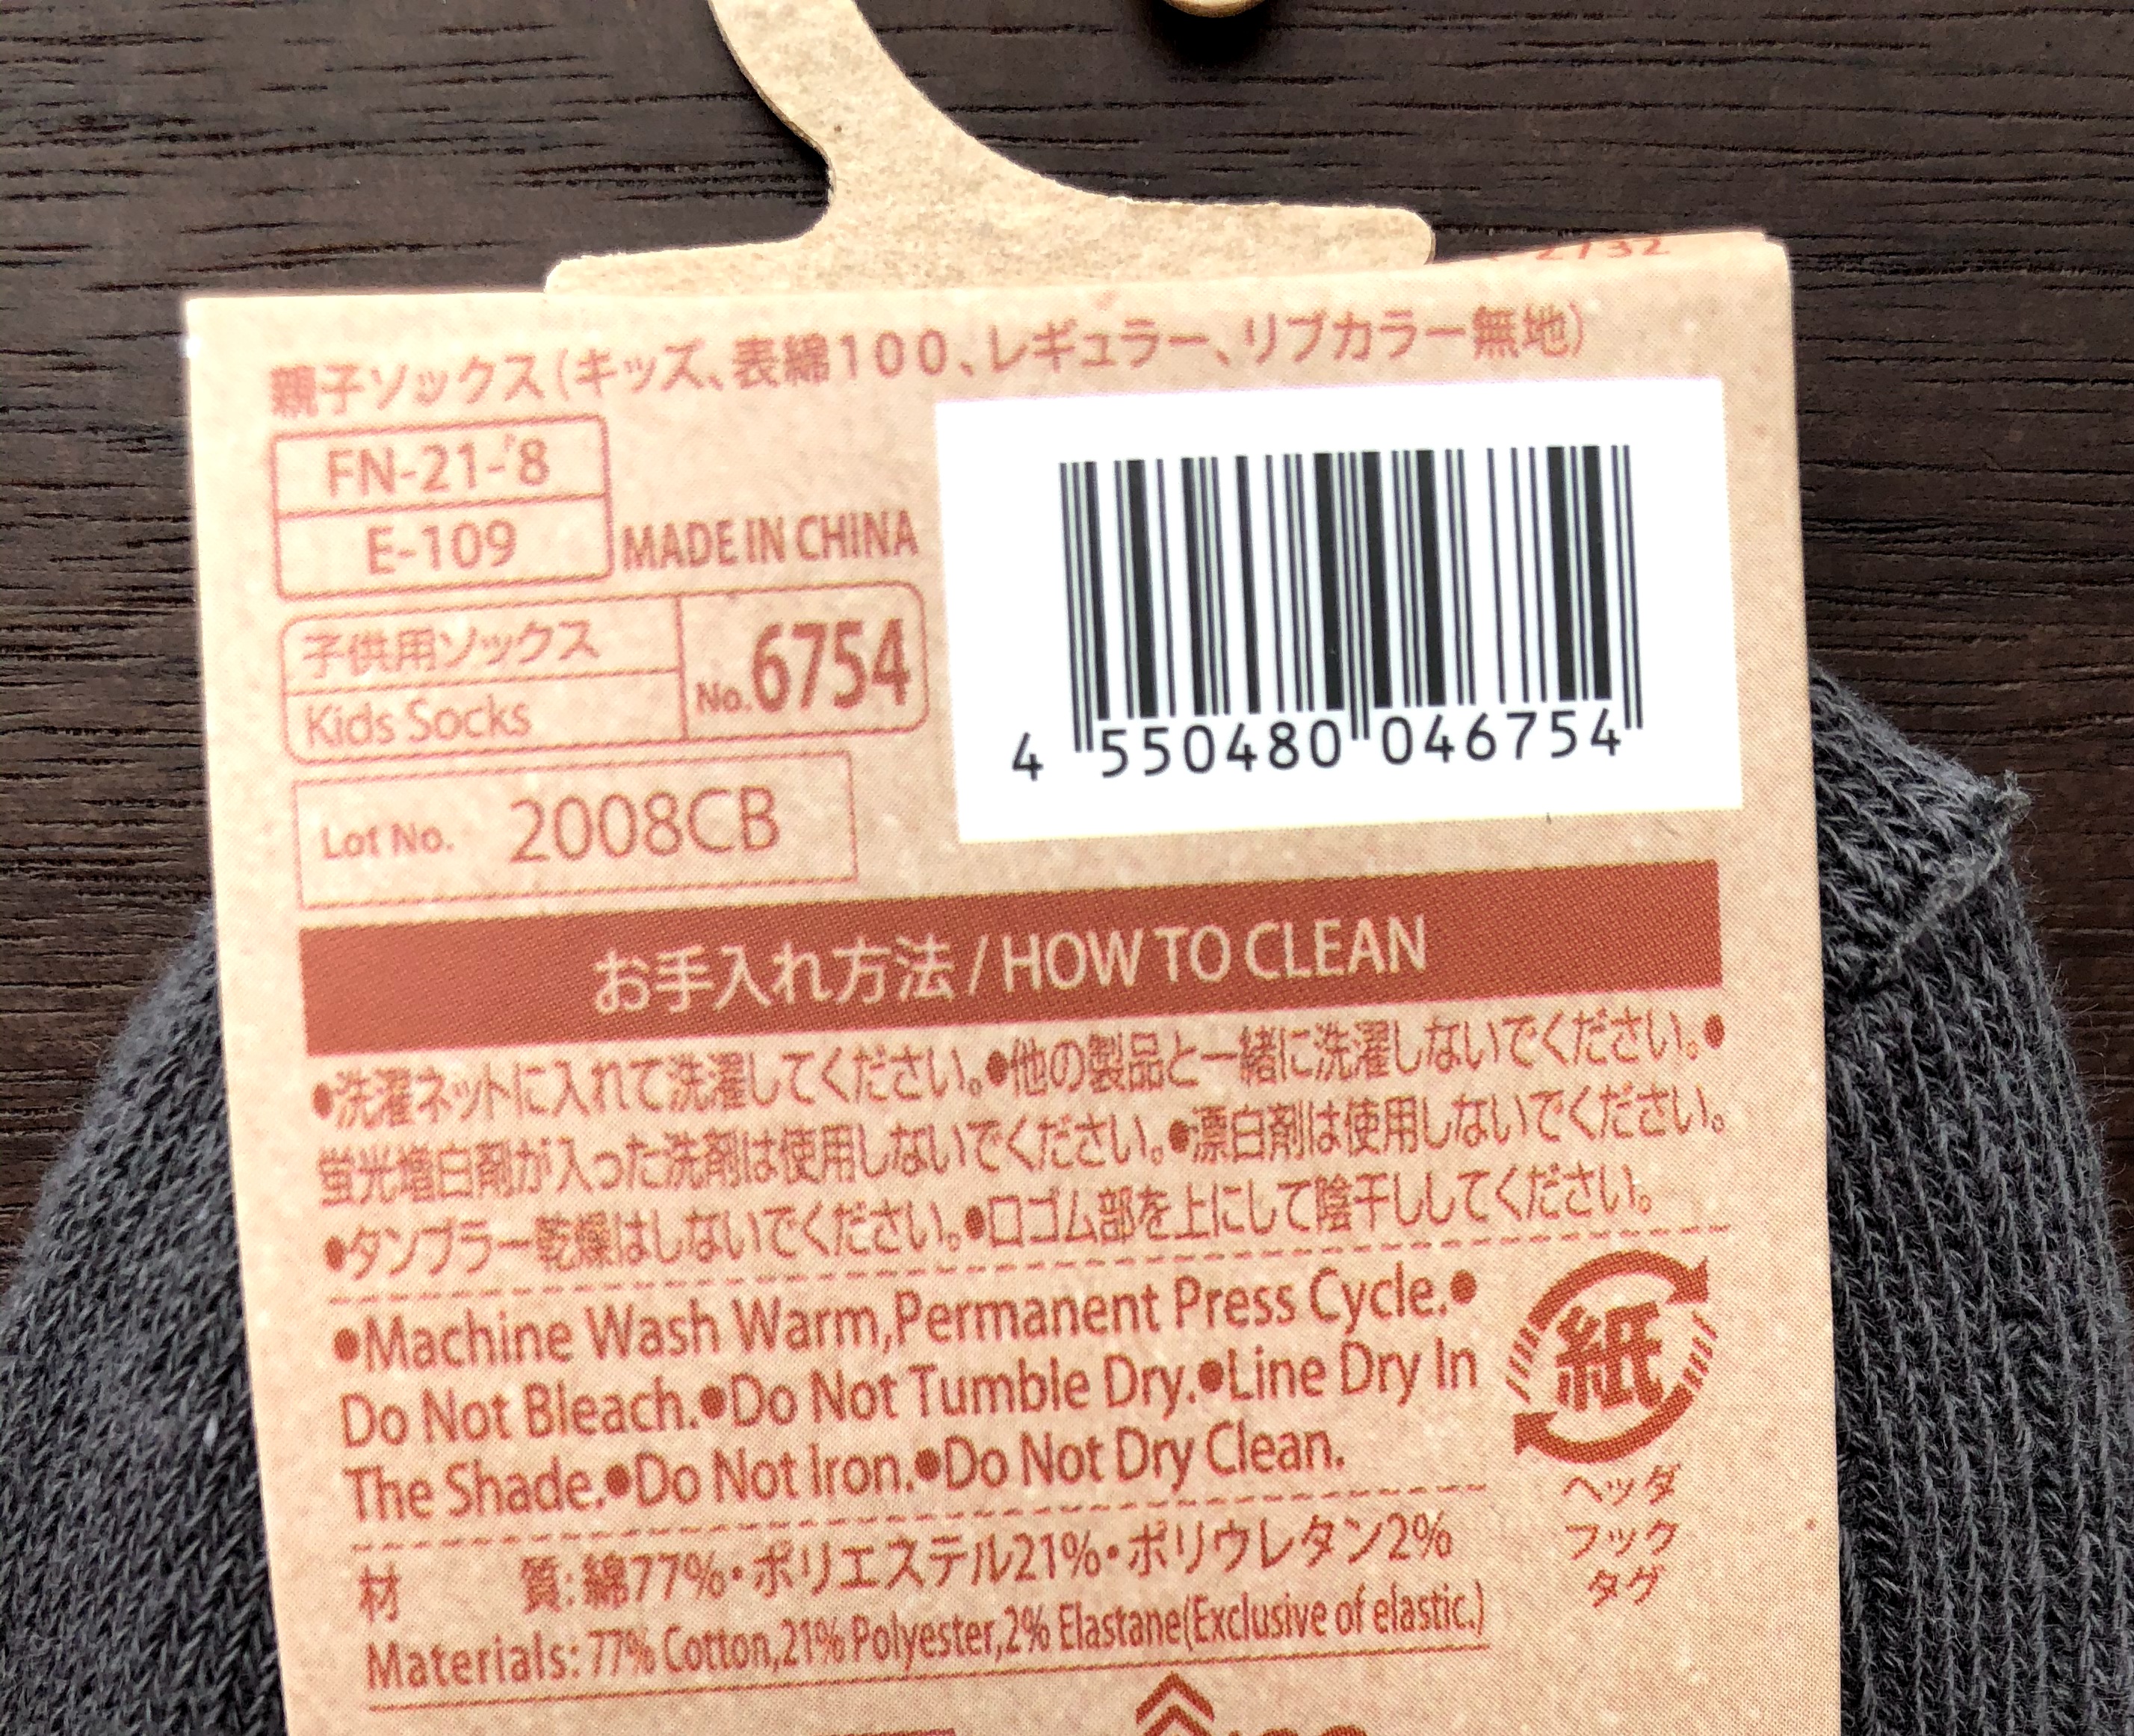 2732
親子ソックス(キッズ、表綿100、レギュラー、リブカラー無地)
FN-21-'8
E-109
MADE IN CHINA
子供用ソックス
Kids Socks
No.6754
4 550480 046754
Lot No. 2008CB
お手入れ方法 / HOW TO CLEAN
●洗濯ネットに入れて洗濯してください。●他の製品と一緒に洗濯しないでください。●
蛍光増白剤が入った洗剤は使用しないでください。●漂白剤は使用しないでください。
●タンブラー乾燥はしないでください。●口ゴム部を上にして陰干ししてください。
●Machine Wash Warm,Permanent Press Cycle.●
Do Not Bleach.●Do Not Tumble Dry.●Line Dry In
The Shade.●Do Not Iron.●Do Not Dry Clean.
紙
ヘッダ
フック
タグ
材 質:綿77%・ポリエステル21%・ポリウレタン2%
Materials: 77% Cotton,21% Polyester,2% Elastane(Exclusive of elastic.)